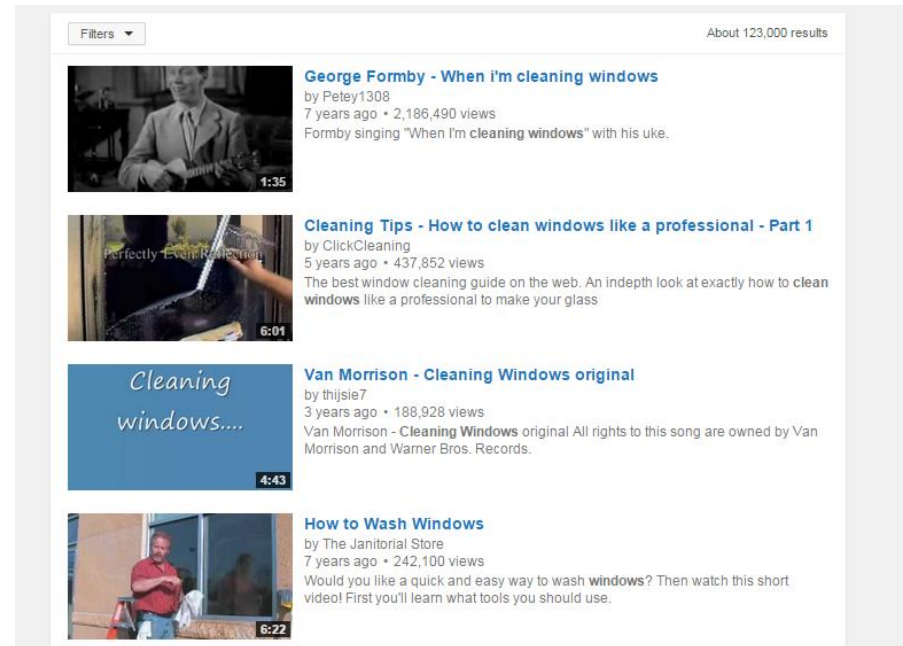 Filters
About 123,000 results
1:35
George Formby - When i'm cleaning windows
by Petey1308
7 years ago • 2,186,490 views
Formby singing "When I'm cleaning windows" with his uke.
Perfectly Even Reflection
6:01
Cleaning Tips - How to clean windows like a professional - Part 1
by ClickCleaning
5 years ago • 437,852 views
The best window cleaning guide on the web. An indepth look at exactly how to clean
windows like a professional to make your glass
Cleaning
windows....
4:43
Van Morrison - Cleaning Windows original
by thijsie7
3 years ago • 188,928 views
Van Morrison - Cleaning Windows original All rights to this song are owned by Van
Morrison and Warner Bros. Records.
6:22
How to Wash Windows
by The Janitorial Store
7 years ago • 242,100 views
Would you like a quick and easy way to wash windows? Then watch this short
video! First you'll learn what tools you should use.